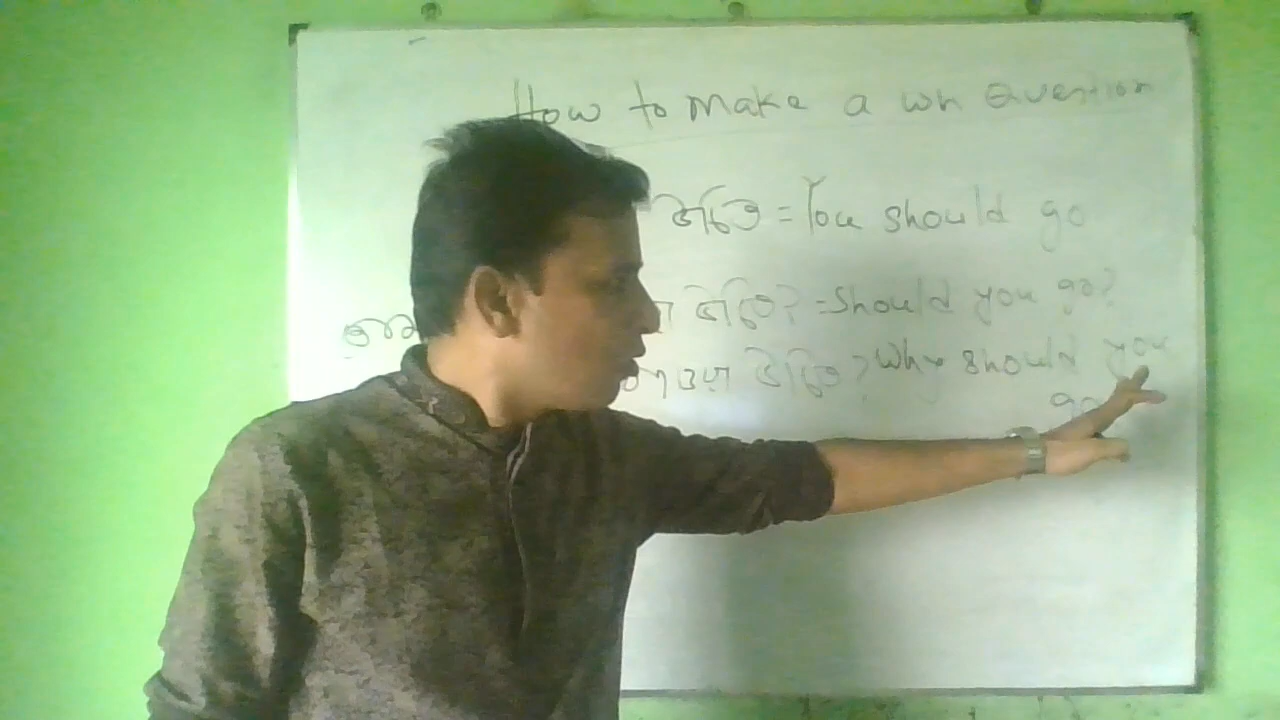 How to make a wh Question
উচিত = You should go
উচিত? = Should you go?
উচিত? Why should you
go